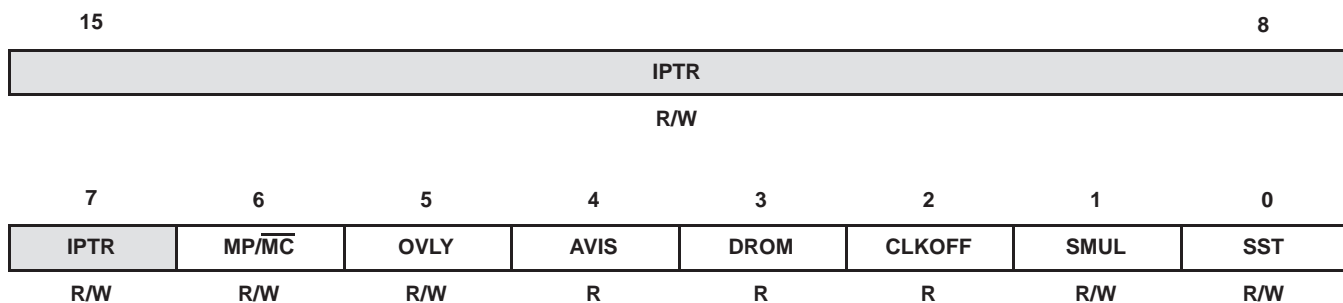 15 8
IPTR
R/W
7 6 5 4 3 2 1 0
IPTR MP/M̅C̅ OVLY AVIS DROM CLKOFF SMUL SST
R/W R/W R/W R R R R/W R/W